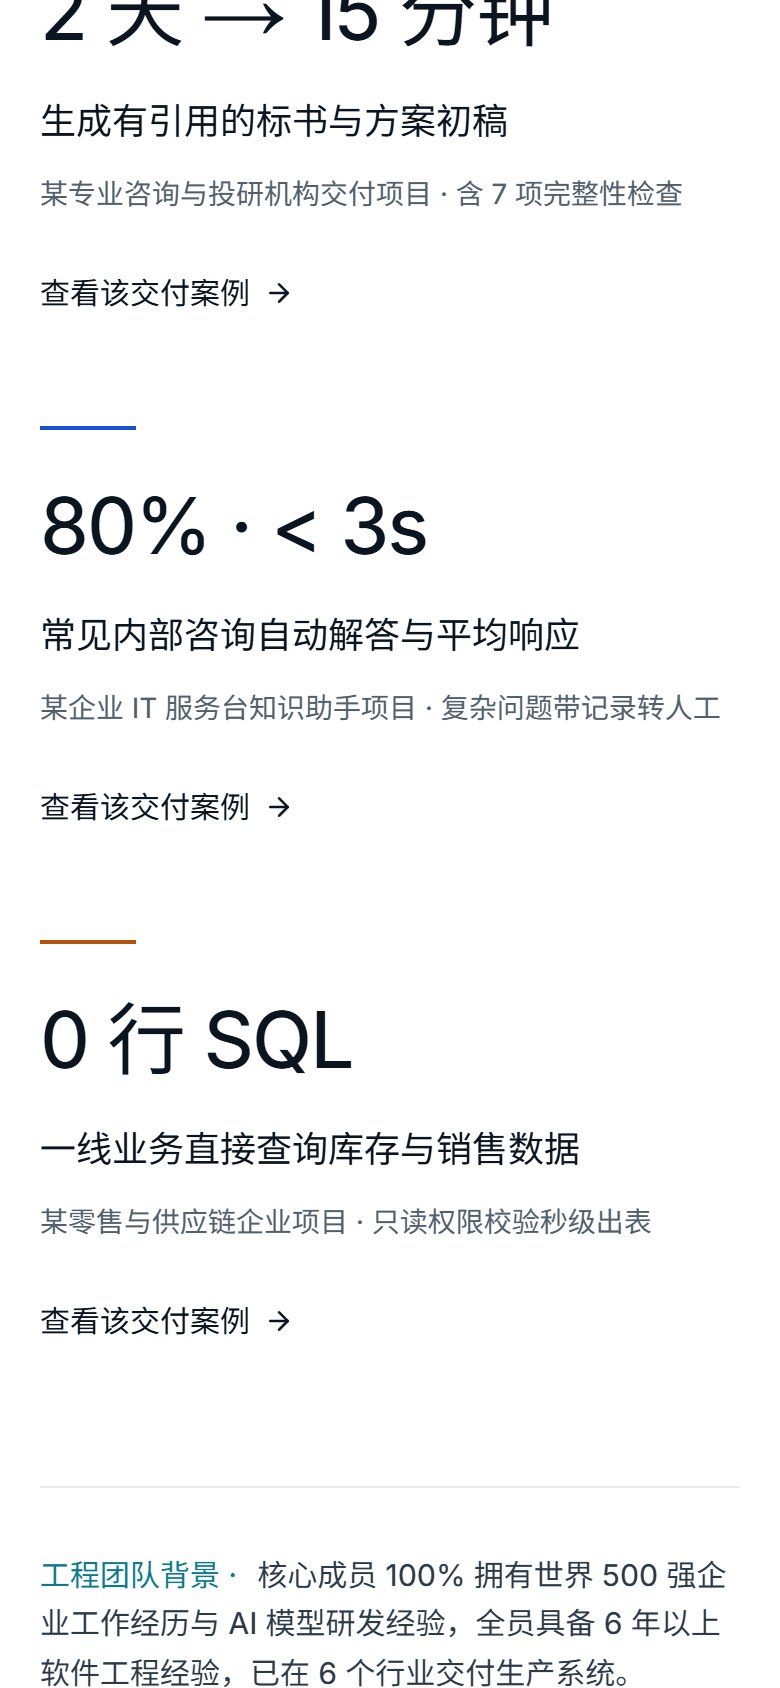 2 天 → 15 分钟
生成有引用的标书与方案初稿
某专业咨询与投研机构交付项目 · 含 7 项完整性检查
查看该交付案例 →
80% · < 3s
常见内部咨询自动解答与平均响应
某企业 IT 服务台知识助手项目 · 复杂问题带记录转人工
查看该交付案例 →
0 行 SQL
一线业务直接查询库存与销售数据
某零售与供应链企业项目 · 只读权限校验秒级出表
查看该交付案例 →
工程团队背景 · 核心成员 100% 拥有世界 500 强企
业工作经历与 AI 模型研发经验，全员具备 6 年以上
软件工程经验，已在 6 个行业交付生产系统。